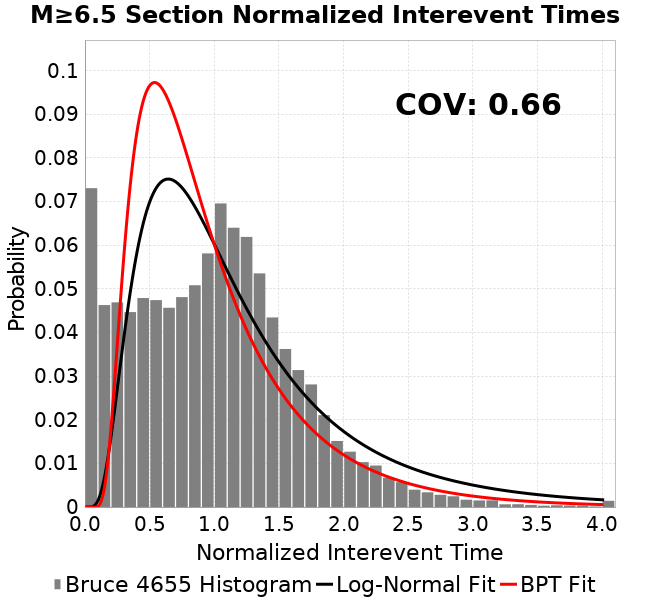 M≥6.5 Section Normalized Interevent Times
COV: 0.66
Probability
0.1
0.09
0.08
0.07
0.06
0.05
0.04
0.03
0.02
0.01
0
0.0 0.5 1.0 1.5 2.0 2.5 3.0 3.5 4.0
Normalized Interevent Time
Bruce 4655 Histogram Log-Normal Fit BPT Fit